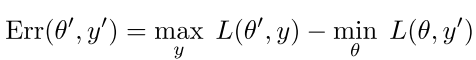 Err(θ′, y′) = max_y L(θ′, y) − min_θ L(θ, y′)